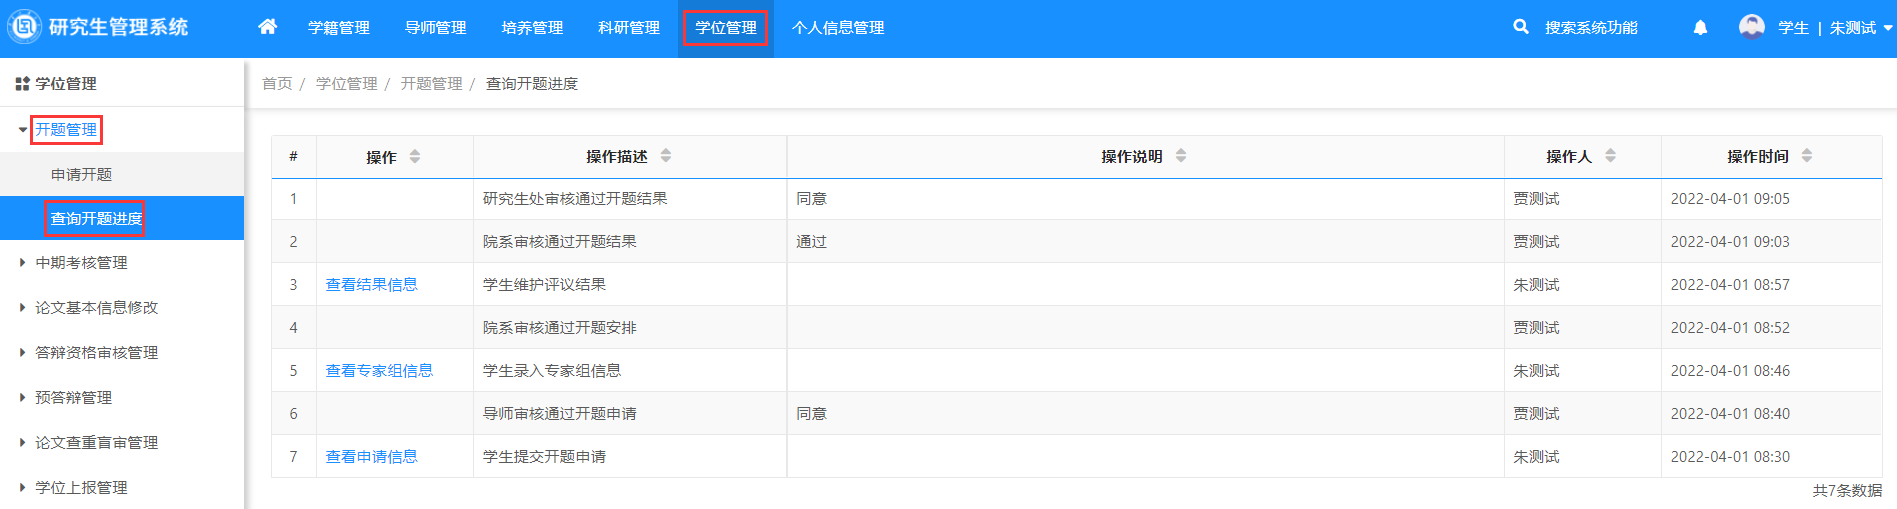 研究生管理系统 学籍管理 导师管理 培养管理 科研管理 学位管理 个人信息管理 搜索系统功能 学生 | 朱测试
学位管理
首页 / 学位管理 / 开题管理 / 查询开题进度
开题管理
申请开题
查询开题进度
中期考核管理
论文基本信息修改
答辩资格审核管理
预答辩管理
论文查重盲审管理
学位上报管理
# 操作 操作描述 操作说明 操作人 操作时间
1 研究生处审核通过开题结果 同意 贾测试 2022-04-01 09:05
2 院系审核通过开题结果 通过 贾测试 2022-04-01 09:03
3 查看结果信息 学生维护评议结果 朱测试 2022-04-01 08:57
4 院系审核通过开题安排 贾测试 2022-04-01 08:52
5 查看专家组信息 学生录入专家组信息 朱测试 2022-04-01 08:46
6 导师审核通过开题申请 同意 贾测试 2022-04-01 08:40
7 查看申请信息 学生提交开题申请 朱测试 2022-04-01 08:30
共7条数据